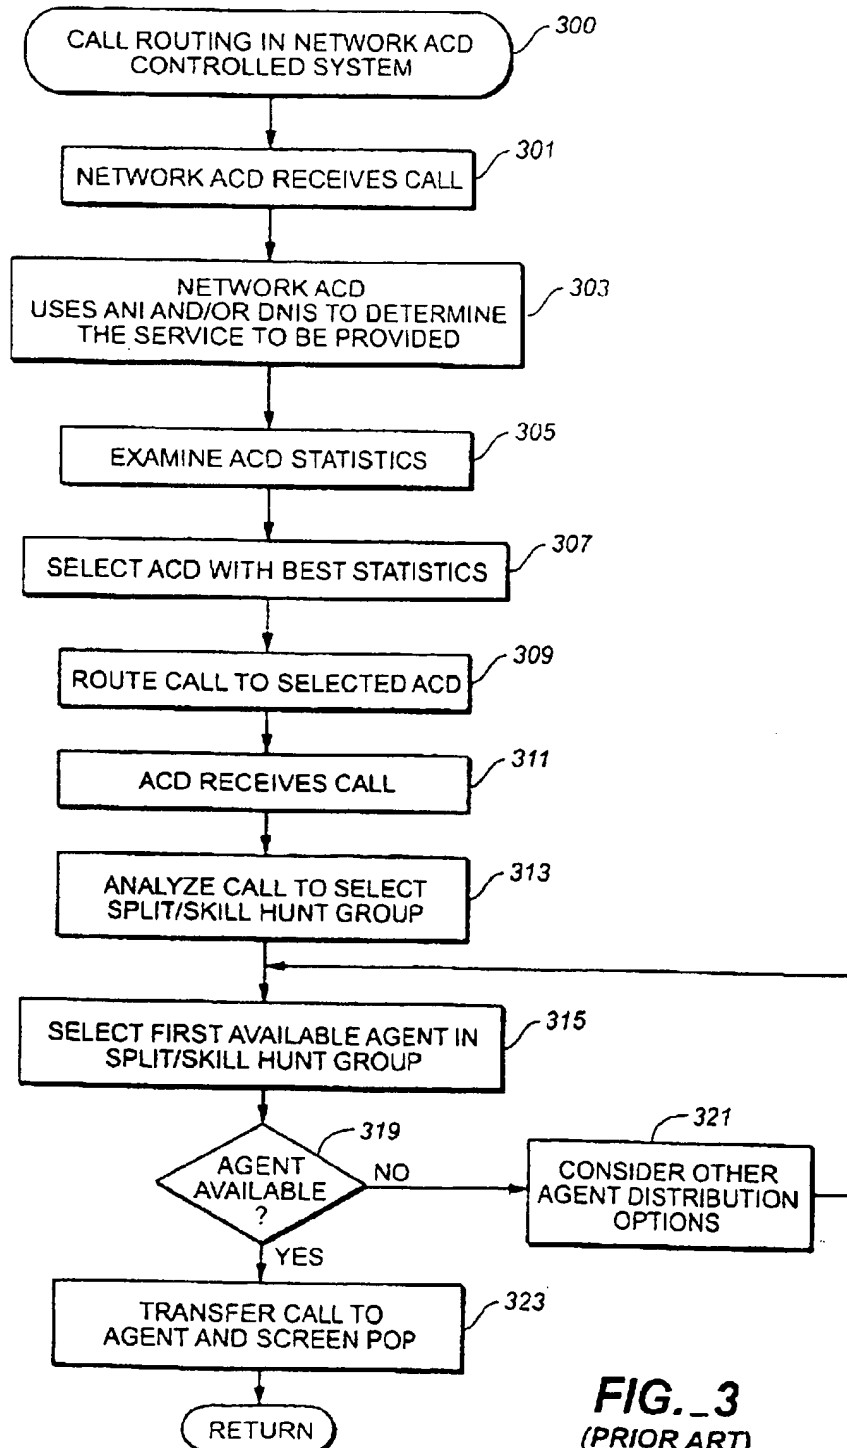 CALL ROUTING IN NETWORK ACD
CONTROLLED SYSTEM
300
NETWORK ACD RECEIVES CALL
301
NETWORK ACD
USES ANI AND/OR DNIS TO DETERMINE
THE SERVICE TO BE PROVIDED
303
EXAMINE ACD STATISTICS
305
SELECT ACD WITH BEST STATISTICS
307
ROUTE CALL TO SELECTED ACD
309
ACD RECEIVES CALL
311
ANALYZE CALL TO SELECT
SPLIT/SKILL HUNT GROUP
313
SELECT FIRST AVAILABLE AGENT IN
SPLIT/SKILL HUNT GROUP
315
AGENT
AVAILABLE
?
319
NO
YES
CONSIDER OTHER
AGENT DISTRIBUTION
OPTIONS
321
TRANSFER CALL TO
AGENT AND SCREEN POP
323
RETURN
FIG._3
(PRIOR ART)